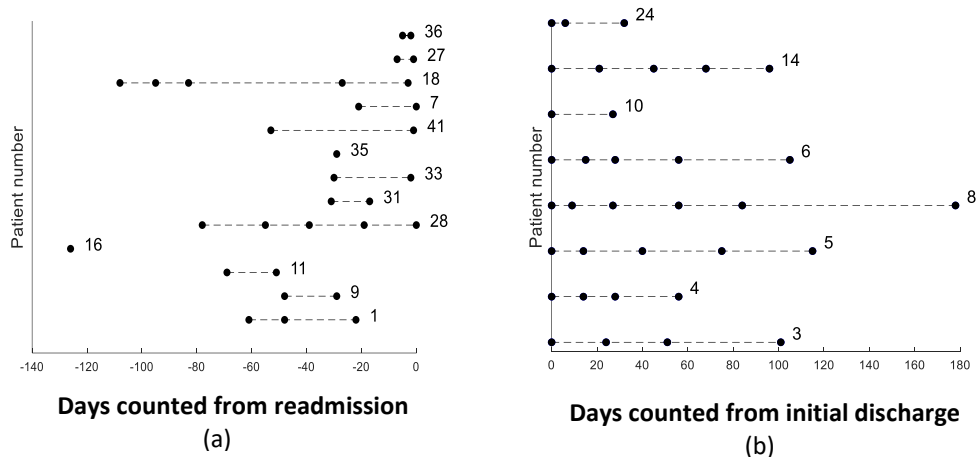 Patient number
36
27
18
7
41
35
33
31
28
16
11
9
1
-140 -120 -100 -80 -60 -40 -20 0
Days counted from readmission
(a)
Patient number
24
14
10
6
8
5
4
3
0 20 40 60 80 100 120 140 160 180
Days counted from initial discharge
(b)